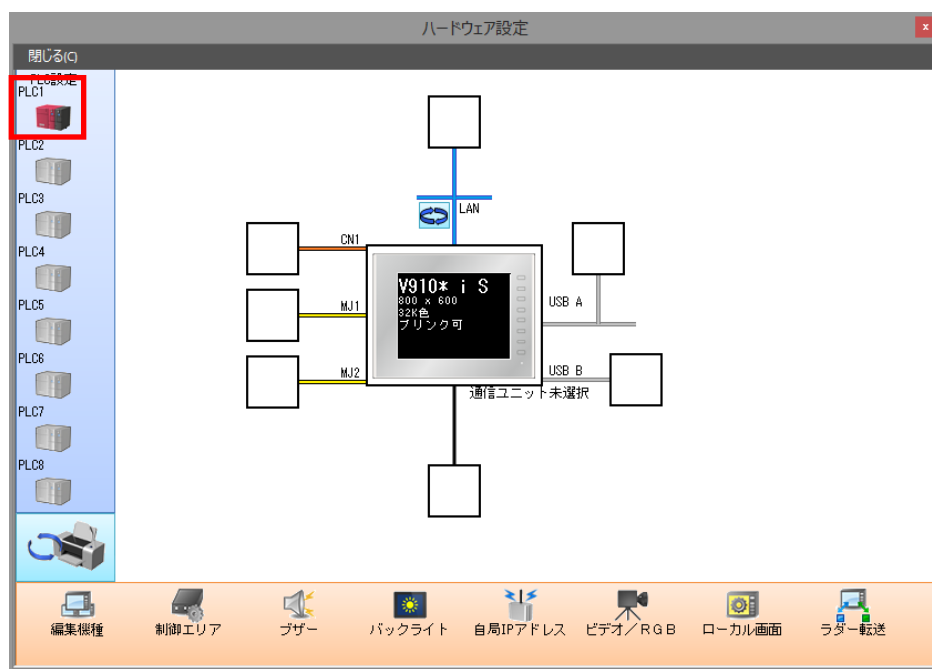 ハードウェア設定
x
閉じる(C)
PLC設定
PLC1
PLC2
PLC3
PLC4
PLC5
PLC6
PLC7
PLC8
LAN
CN1
MJ1
MJ2
V910* i S
800 x 600
32K色
ブリンク可
USB A
USB B
通信ユニット未選択
編集機種
制御エリア
ブザー
バックライト
自局IPアドレス
ビデオ/RGB
ローカル画面
ラダー転送